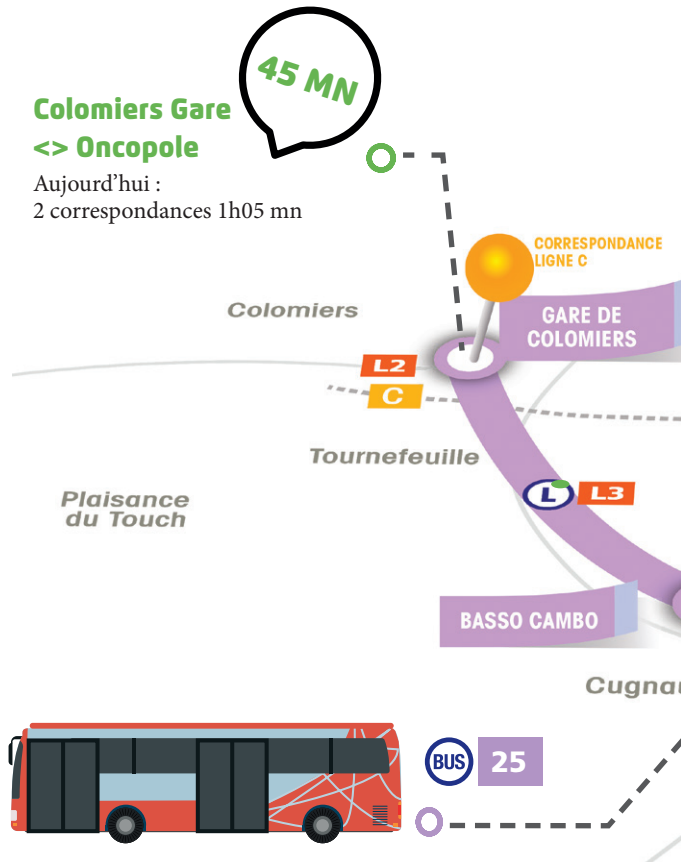 45 MN
Colomiers Gare
<> Oncopole
Aujourd’hui :
2 correspondances 1h05 mn
CORRESPONDANCE
LIGNE C
Colomiers
GARE DE
COLOMIERS
L2
C
Tournefeuille
L
L3
Plaisance
du Touch
BASSO CAMBO
BUS
25